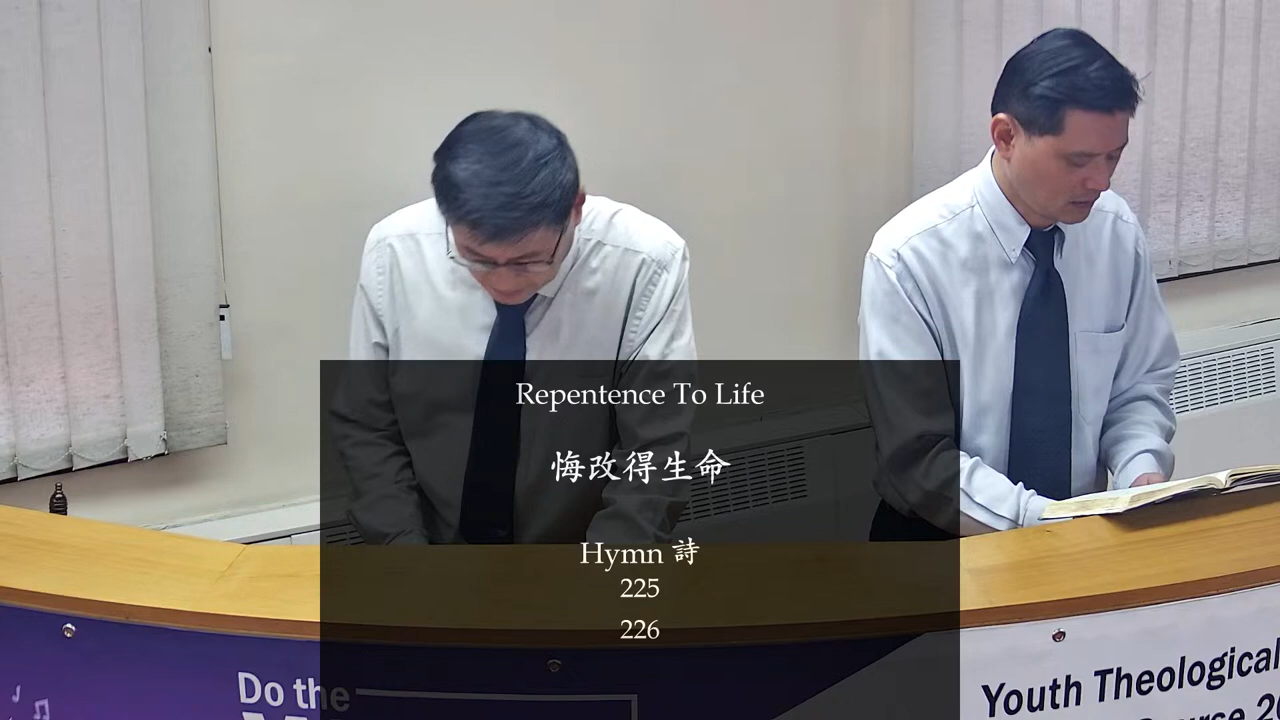 Repentence To Life
悔改得生命
Hymn 詩
225
226
Do the
Youth Theological